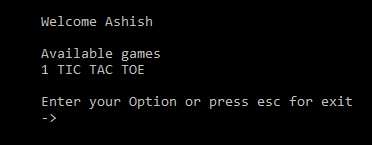 Welcome Ashish
Available games
1 TIC TAC TOE
Enter your Option or press esc for exit
->